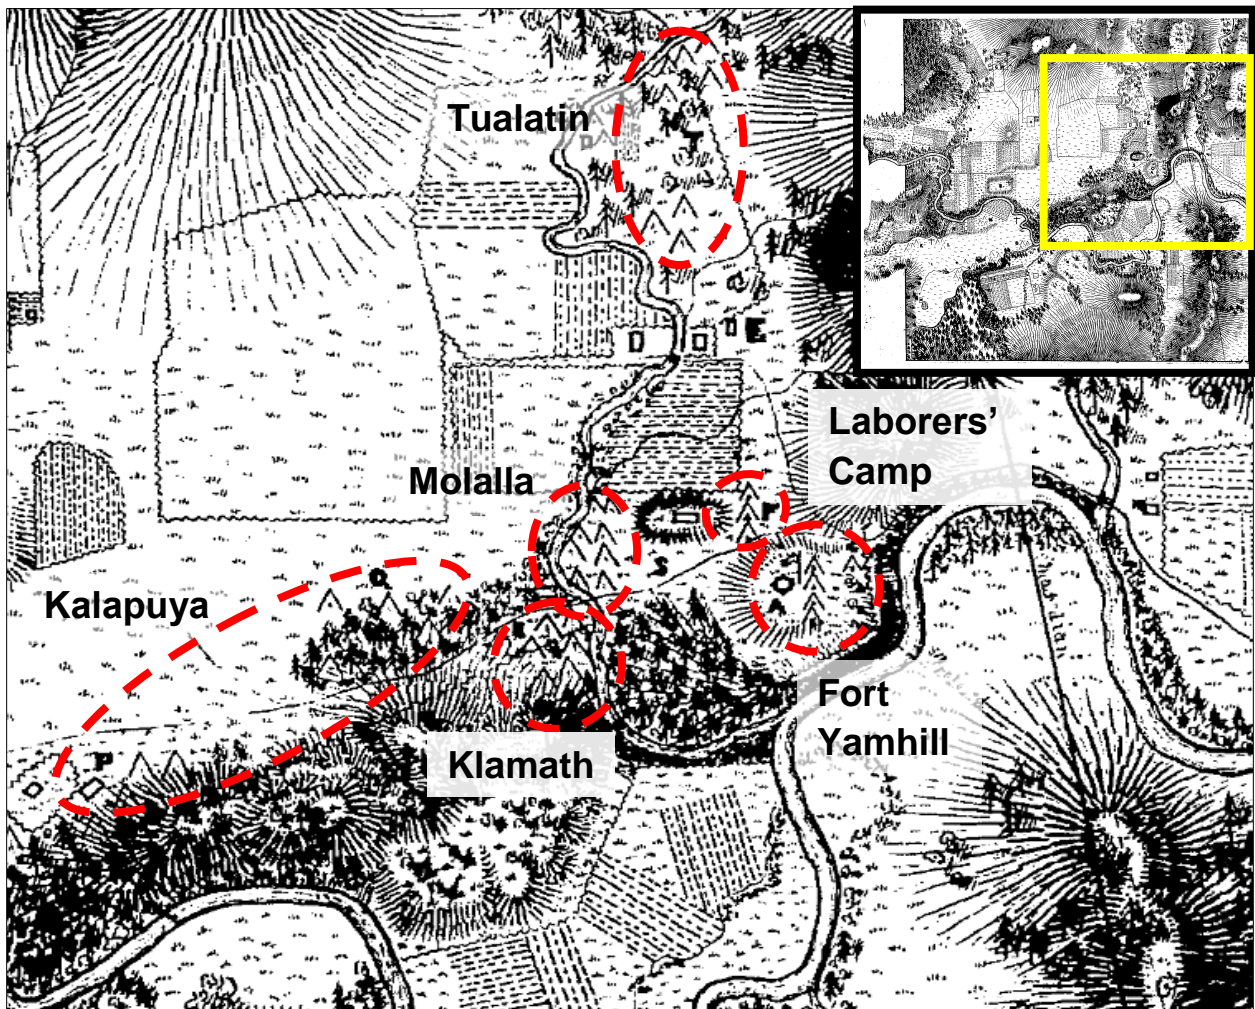 Tualatin
E
Laborers’
Camp
Molalla
F
S
Kalapuya
A
P
Fort
Yamhill
Klamath